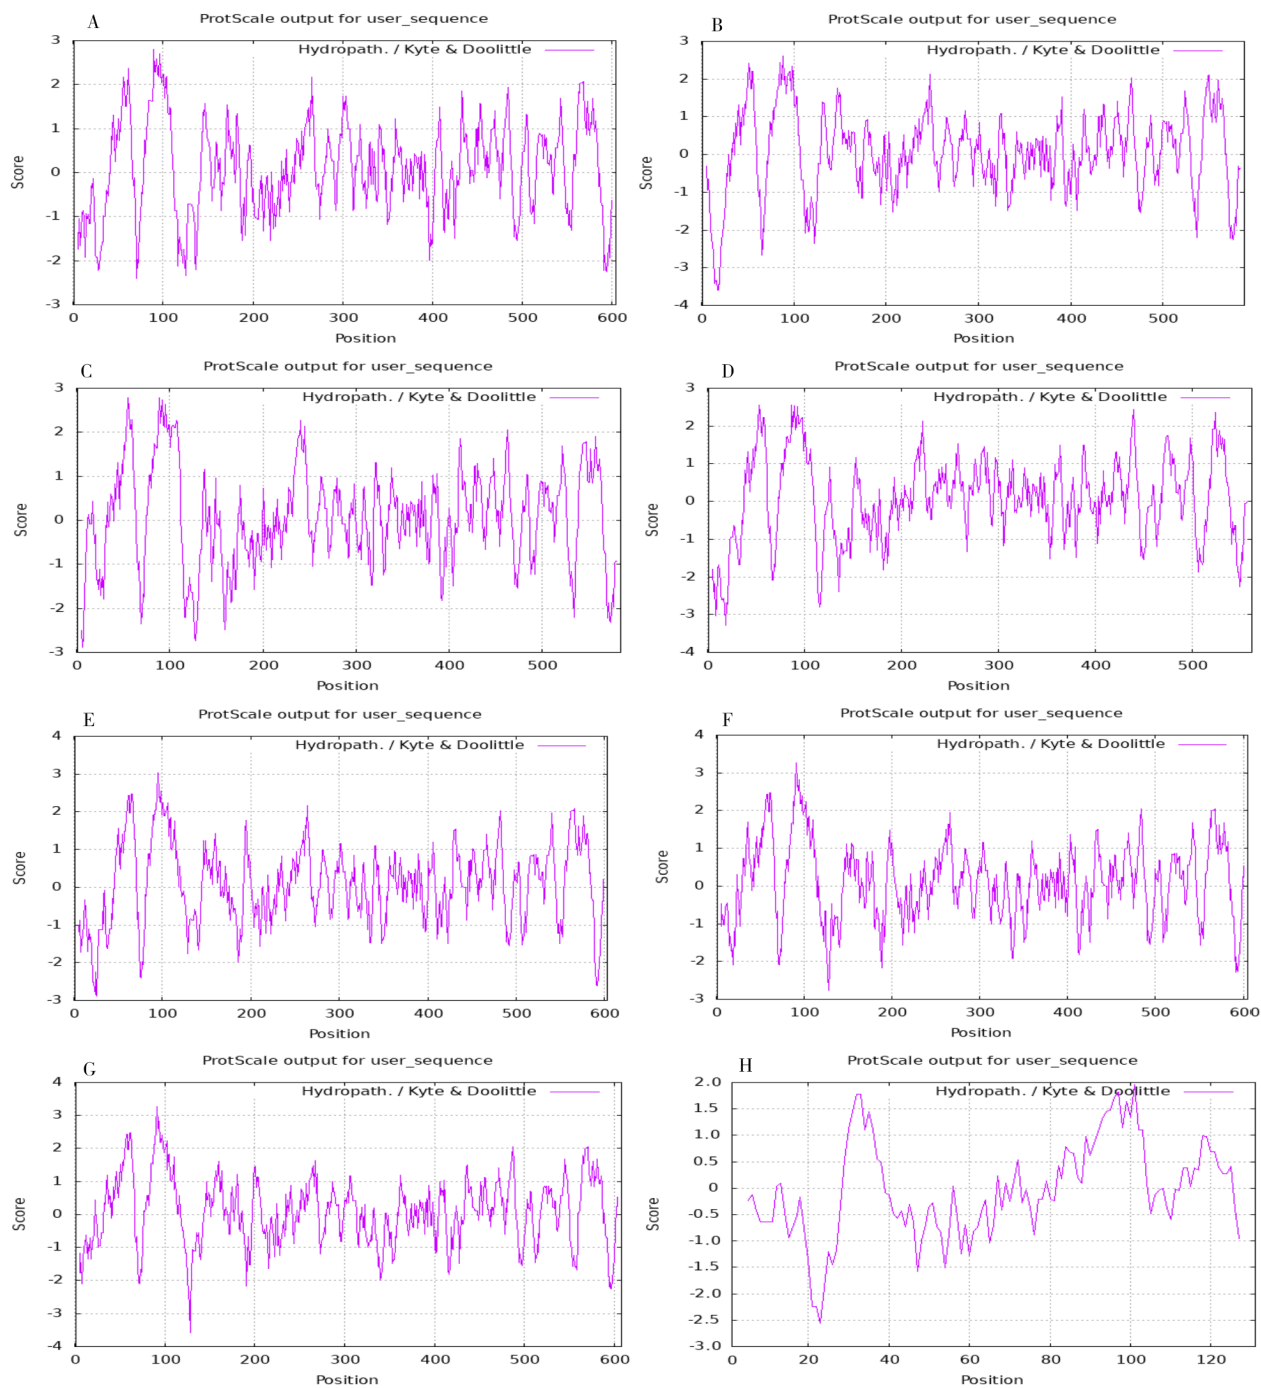 A
ProtScale output for user_sequence
Hydropath. / Kyte & Doolittle
3
2
1
0
-1
-2
-3
Score
0 100 200 300 400 500 600
Position
B
ProtScale output for user_sequence
Hydropath. / Kyte & Doolittle
3
2
1
0
-1
-2
-3
-4
Score
0 100 200 300 400 500
Position
C
ProtScale output for user_sequence
Hydropath. / Kyte & Doolittle
3
2
1
0
-1
-2
-3
Score
0 100 200 300 400 500
Position
D
ProtScale output for user_sequence
Hydropath. / Kyte & Doolittle
3
2
1
0
-1
-2
-3
-4
Score
0 100 200 300 400 500
Position
E
ProtScale output for user_sequence
Hydropath. / Kyte & Doolittle
4
3
2
1
0
-1
-2
-3
Score
0 100 200 300 400 500 600
Position
F
ProtScale output for user_sequence
Hydropath. / Kyte & Doolittle
4
3
2
1
0
-1
-2
-3
Score
0 100 200 300 400 500 600
Position
G
ProtScale output for user_sequence
Hydropath. / Kyte & Doolittle
4
3
2
1
0
-1
-2
-3
-4
Score
0 100 200 300 400 500 600
Position
H
ProtScale output for user_sequence
Hydropath. / Kyte & Doolittle
2.0
1.5
1.0
0.5
0
-0.5
-1.0
-1.5
-2.0
-2.5
-3.0
Score
0 20 40 60 80 100 120
Position